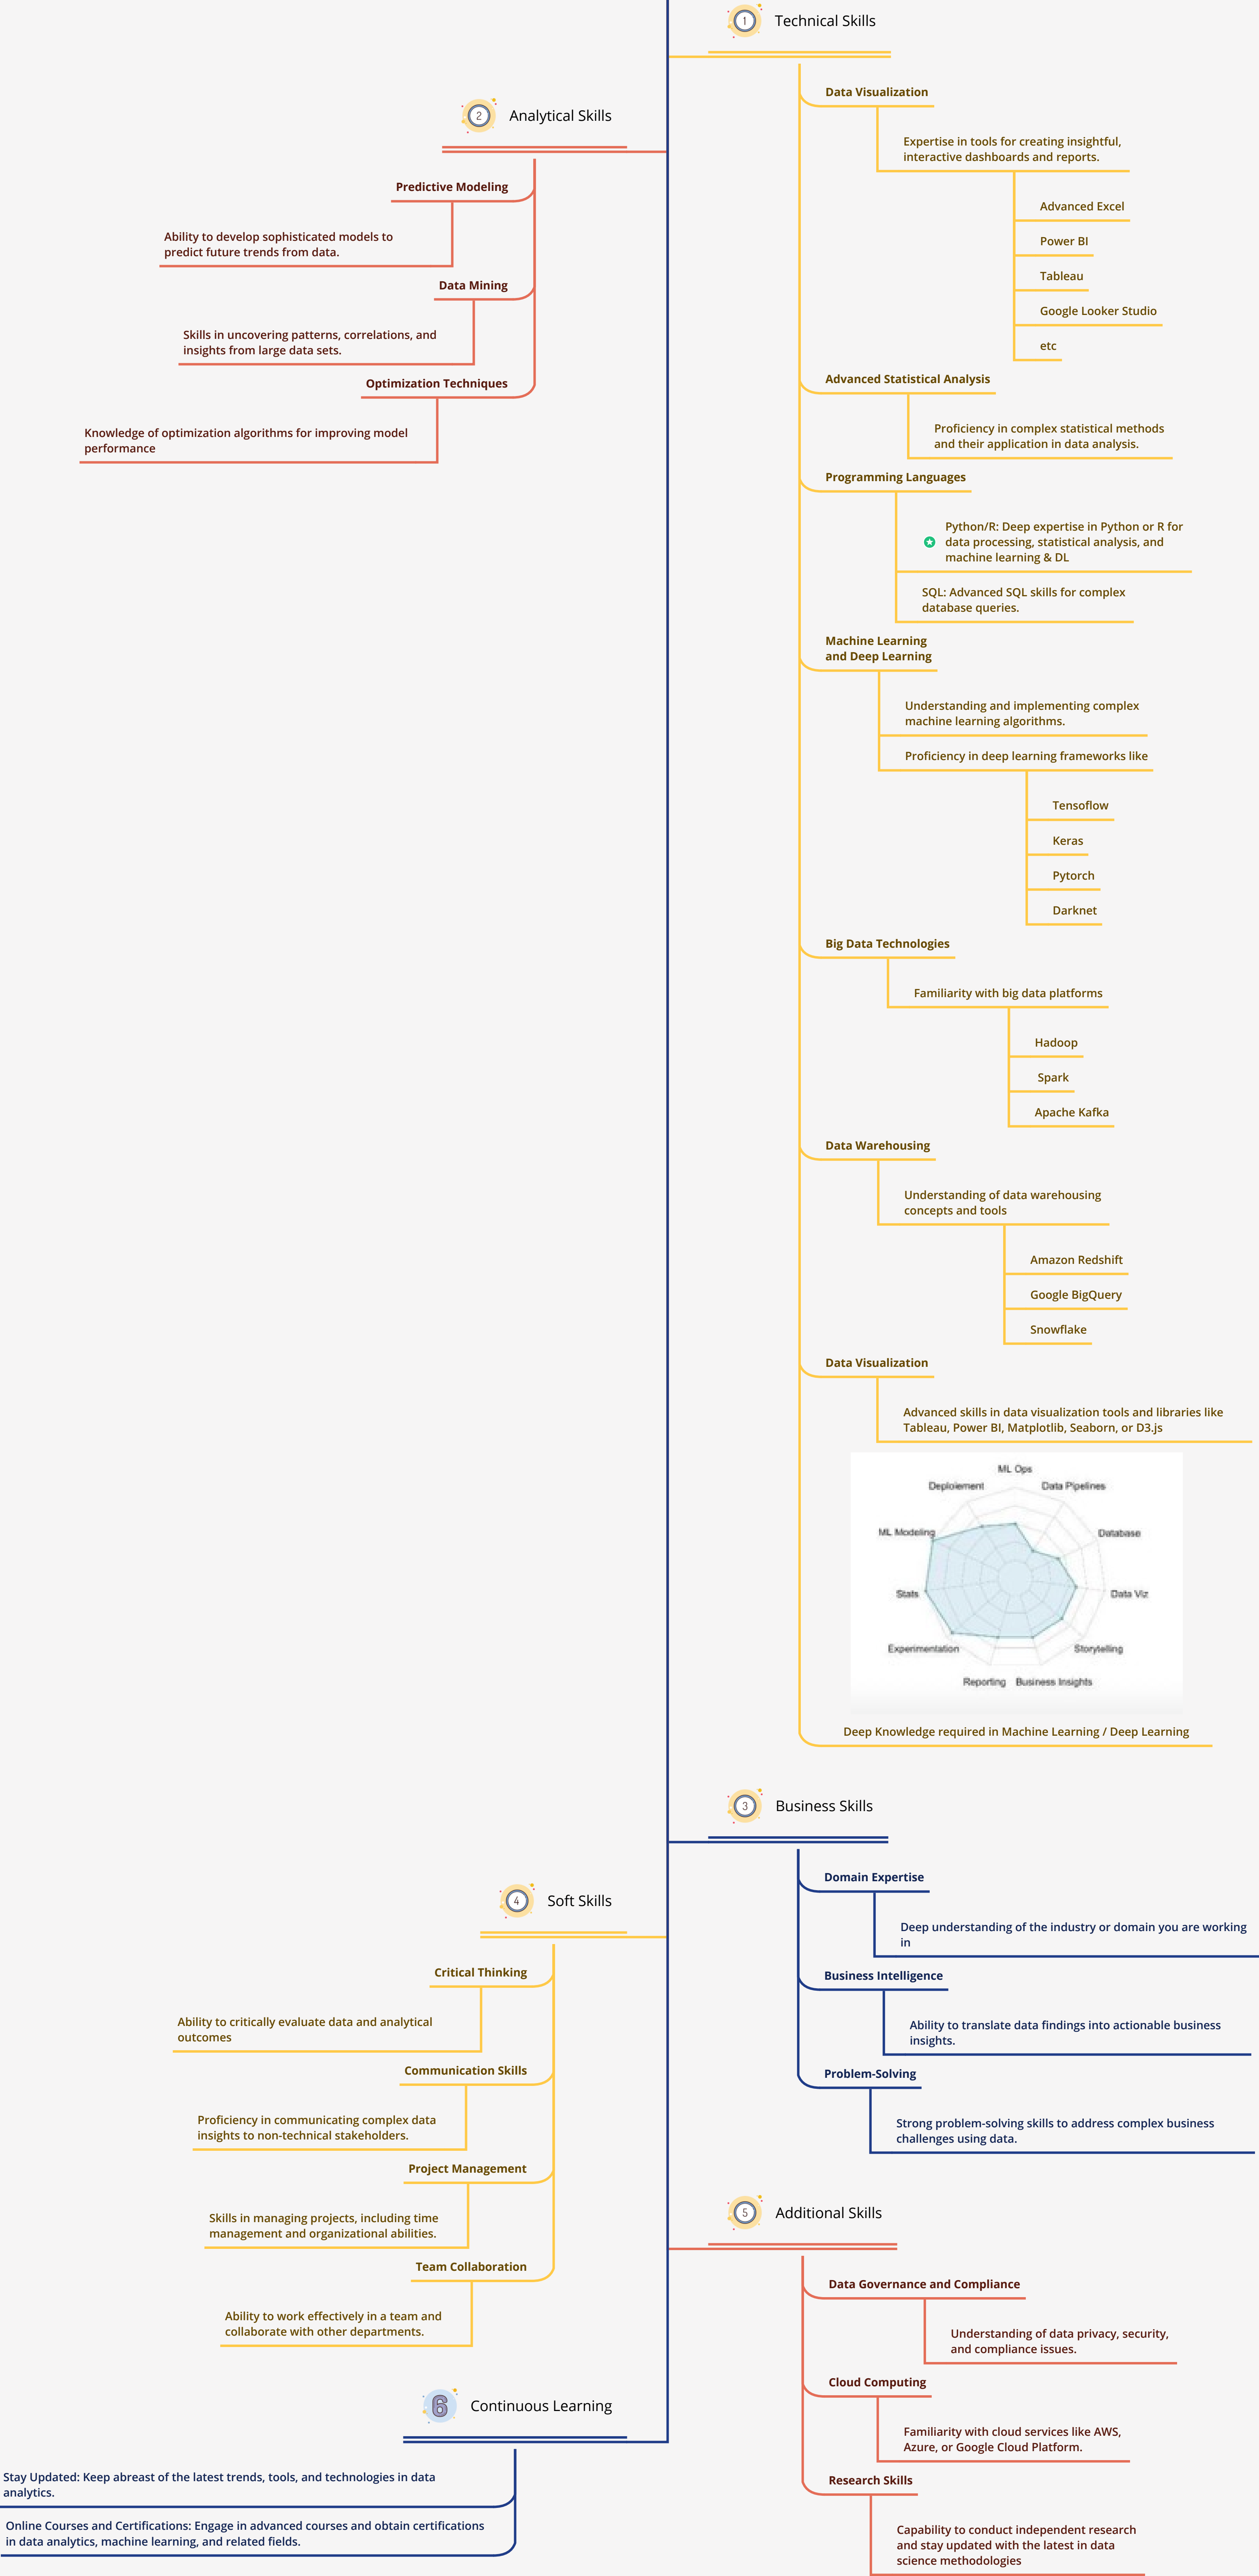 1
Technical Skills
Data Visualization
Expertise in tools for creating insightful,
interactive dashboards and reports.
Advanced Excel
Power BI
Tableau
Google Looker Studio
etc
Advanced Statistical Analysis
Proficiency in complex statistical methods
and their application in data analysis.
Programming Languages
Python/R: Deep expertise in Python or R for
data processing, statistical analysis, and
machine learning & DL
SQL: Advanced SQL skills for complex
database queries.
Machine Learning
and Deep Learning
Understanding and implementing complex
machine learning algorithms.
Proficiency in deep learning frameworks like
Tensoflow
Keras
Pytorch
Darknet
Big Data Technologies
Familiarity with big data platforms
Hadoop
Spark
Apache Kafka
Data Warehousing
Understanding of data warehousing
concepts and tools
Amazon Redshift
Google BigQuery
Snowflake
Data Visualization
Advanced skills in data visualization tools and libraries like
Tableau, Power BI, Matplotlib, Seaborn, or D3.js
ML Ops
Deploiement
Data Pipelines
ML Modeling
Database
Stats
Data Viz
Experimentation
Storytelling
Reporting
Business Insights
Deep Knowledge required in Machine Learning / Deep Learning
2
Analytical Skills
Predictive Modeling
Ability to develop sophisticated models to
predict future trends from data.
Data Mining
Skills in uncovering patterns, correlations, and
insights from large data sets.
Optimization Techniques
Knowledge of optimization algorithms for improving model
performance
3
Business Skills
Domain Expertise
Deep understanding of the industry or domain you are working
in
Business Intelligence
Ability to translate data findings into actionable business
insights.
Problem-Solving
Strong problem-solving skills to address complex business
challenges using data.
4
Soft Skills
Critical Thinking
Ability to critically evaluate data and analytical
outcomes
Communication Skills
Proficiency in communicating complex data
insights to non-technical stakeholders.
Project Management
Skills in managing projects, including time
management and organizational abilities.
Team Collaboration
Ability to work effectively in a team and
collaborate with other departments.
5
Additional Skills
Data Governance and Compliance
Understanding of data privacy, security,
and compliance issues.
Cloud Computing
Familiarity with cloud services like AWS,
Azure, or Google Cloud Platform.
Research Skills
Capability to conduct independent research
and stay updated with the latest in data
science methodologies
6
Continuous Learning
Stay Updated: Keep abreast of the latest trends, tools, and technologies in data
analytics.
Online Courses and Certifications: Engage in advanced courses and obtain certifications
in data analytics, machine learning, and related fields.